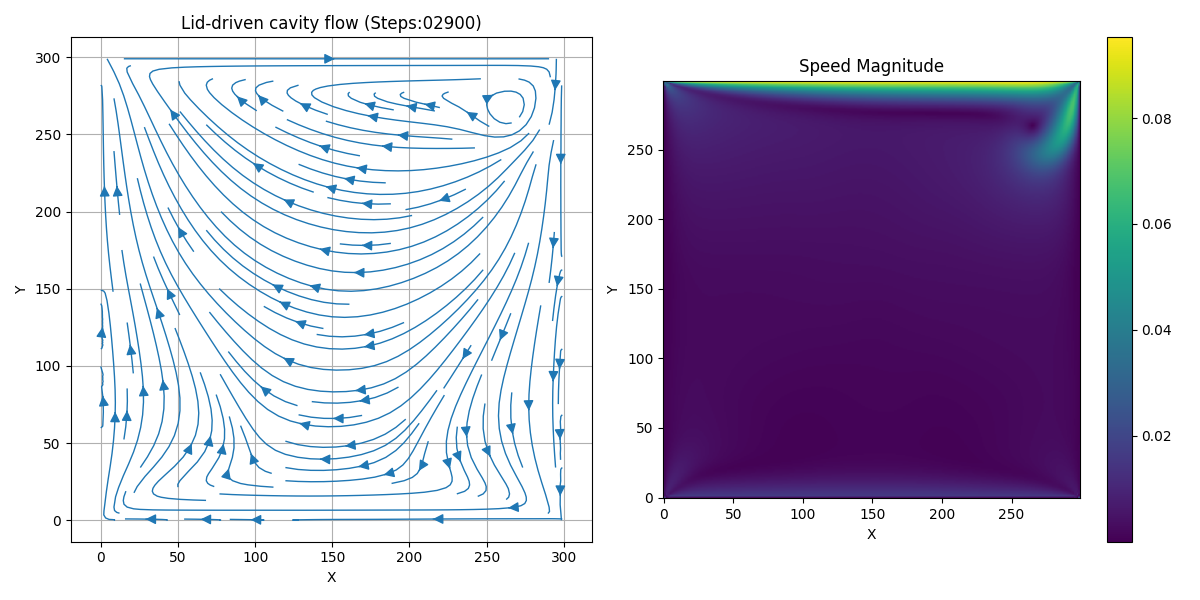 Lid-driven cavity flow (Steps:02900)
Y
300
250
200
150
100
50
0
0 50 100 150 200 250 300
X
Speed Magnitude
Y
250
200
150
100
50
0
0 50 100 150 200 250
X
0.08
0.06
0.04
0.02